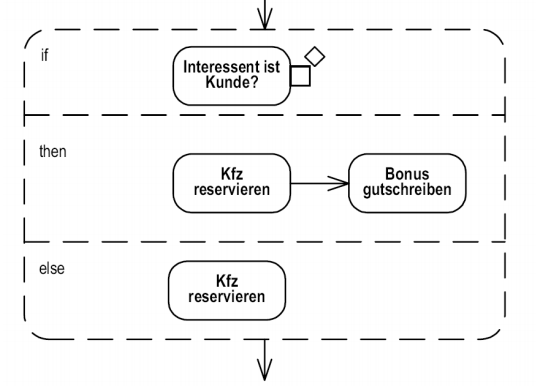 if
Interessent ist
Kunde?
then
Kfz
reservieren
Bonus
gutschreiben
else
Kfz
reservieren